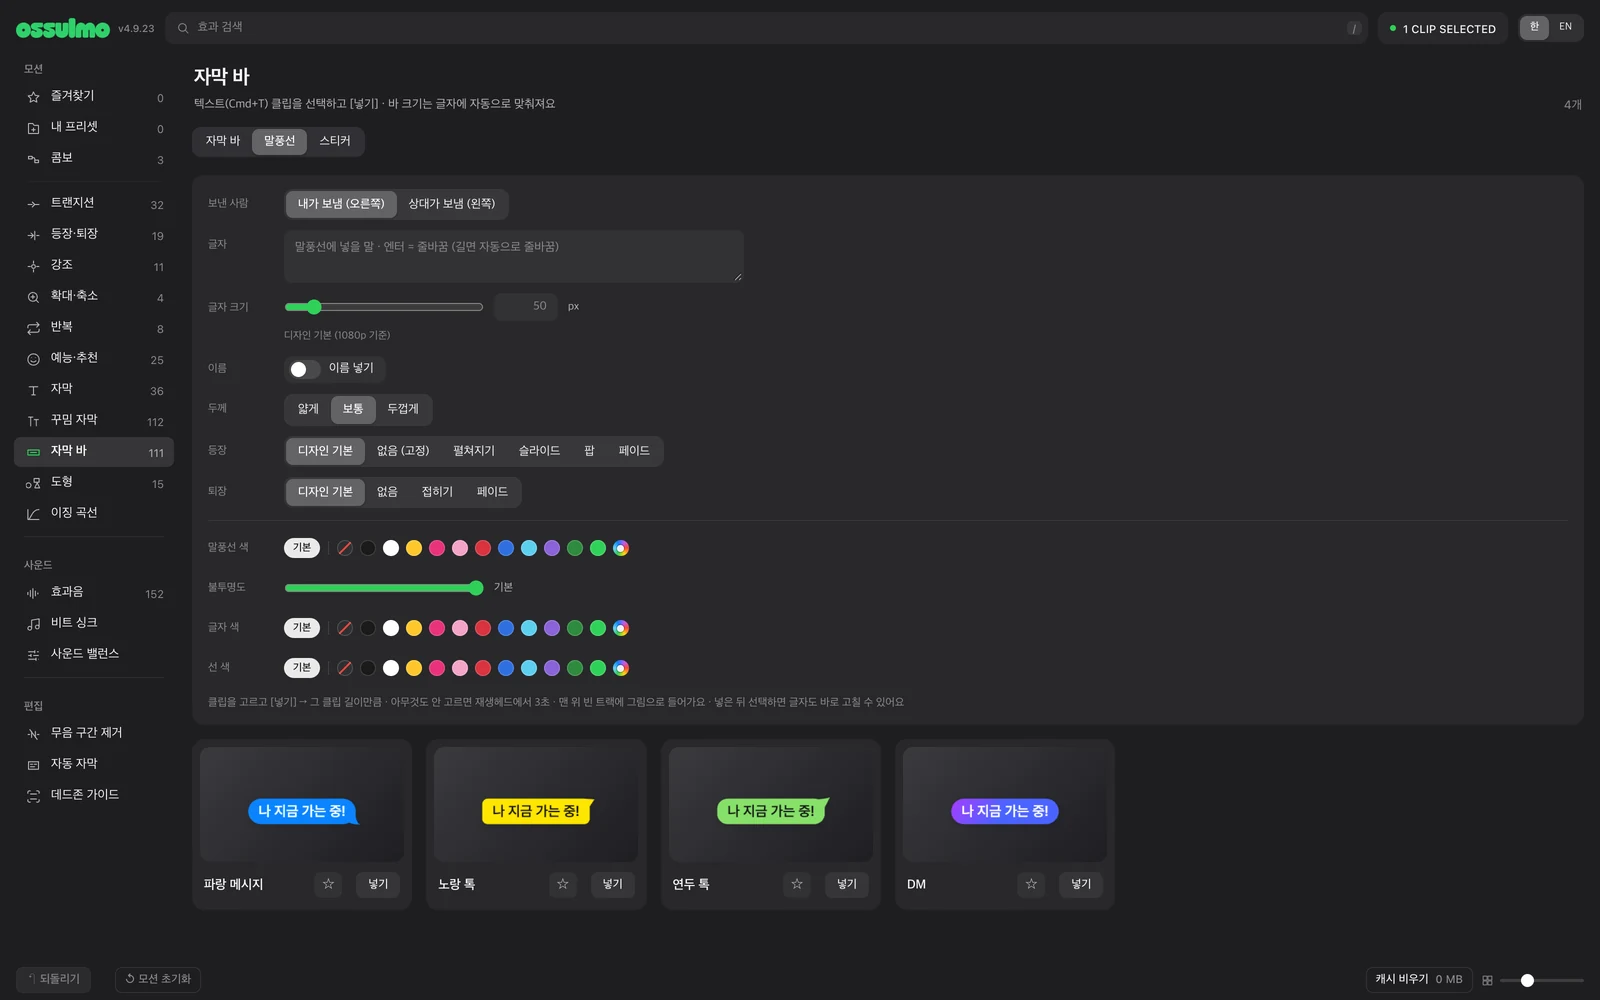 ossulmo v4.9.23
효과 검색
/
1 CLIP SELECTED
한 EN
모션
즐겨찾기 0
내 프리셋 0
콤보 3
트랜지션 32
등장·퇴장 19
강조 11
확대·축소 4
반복 8
예능·추천 25
자막 36
꾸밈 자막 112
자막 바 111
도형 15
이징 곡선
사운드
효과음 152
비트 싱크
사운드 밸런스
편집
무음 구간 제거
자동 자막
데드존 가이드
자막 바
텍스트(Cmd+T) 클립을 선택하고 [넣기] · 바 크기는 글자에 자동으로 맞춰져요
4개
자막 바 말풍선 스티커
보낸 사람 내가 보냄 (오른쪽) 상대가 보냄 (왼쪽)
글자 말풍선에 넣을 말 · 엔터 = 줄바꿈 (길면 자동으로 줄바꿈)
글자 크기 50 px
디자인 기본 (1080p 기준)
이름 이름 넣기
두께 얇게 보통 두껍게
등장 디자인 기본 없음 (고정) 펼쳐지기 슬라이드 팝 페이드
퇴장 디자인 기본 없음 접히기 페이드
말풍선 색 기본
불투명도 기본
글자 색 기본
선 색 기본
클립을 고르고 [넣기] → 그 클립 길이만큼 · 아무것도 안 고르면 재생헤드에서 3초 · 맨 위 빈 트랙에 그림으로 들어가요 · 넣은 뒤 선택하면 글자도 바로 고칠 수 있어요
나 지금 가는 중!
파랑 메시지 ☆ 넣기
나 지금 가는 중!
노랑 톡 ☆ 넣기
나 지금 가는 중!
연두 톡 ☆ 넣기
나 지금 가는 중!
DM ☆ 넣기
되돌리기
모션 초기화
캐시 비우기 0 MB